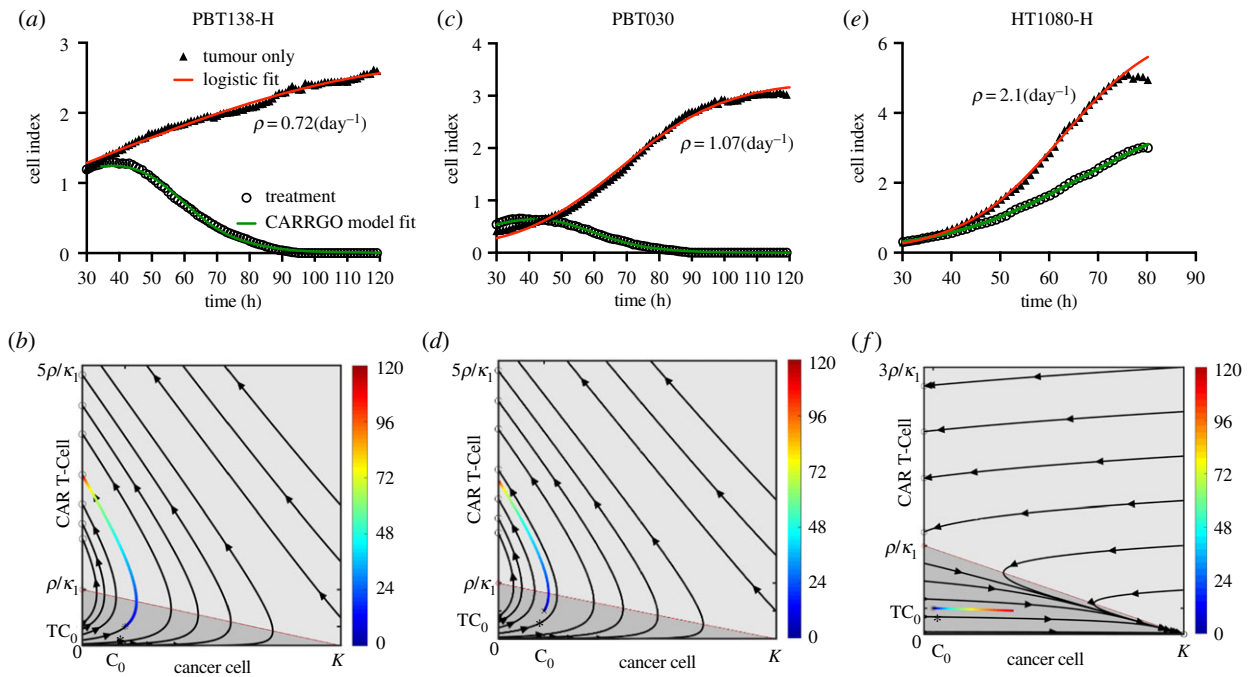 (a) PBT138-H
3
2
1
0
cell index
▲ tumour only
logistic fit
ρ = 0.72(day⁻¹)
treatment
CARRGO model fit
30 40 50 60 70 80 90 100 110 120
time (h)
(c) PBT030
4
3
2
1
0
cell index
ρ = 1.07(day⁻¹)
30 40 50 60 70 80 90 100 110 120
time (h)
(e) HT1080-H
6
4
2
0
cell index
ρ = 2.1(day⁻¹)
30 40 50 60 70 80 90
time (h)
(b)
5ρ/κ₁
CAR T-Cell
ρ/κ₁
TC₀
0
C₀
cancer cell
K
*
*
120
96
72
48
24
0
(d)
5ρ/κ₁
CAR T-Cell
ρ/κ₁
TC₀
0
C₀
cancer cell
K
*
*
120
96
72
48
24
0
(f)
3ρ/κ₁
CAR T-Cell
ρ/κ₁
TC₀
0
C₀
cancer cell
K
*
*
120
96
72
48
24
0